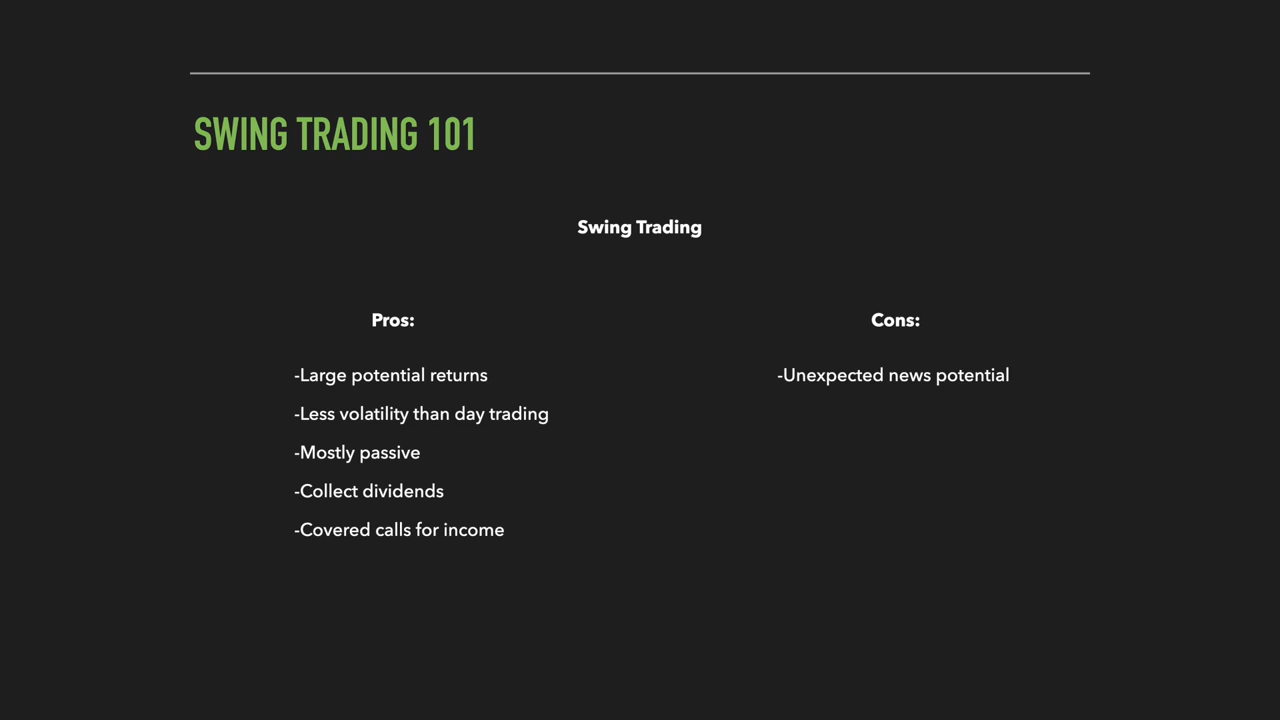 SWING TRADING 101
Swing Trading
Pros:
-Large potential returns
-Less volatility than day trading
-Mostly passive
-Collect dividends
-Covered calls for income
Cons:
-Unexpected news potential